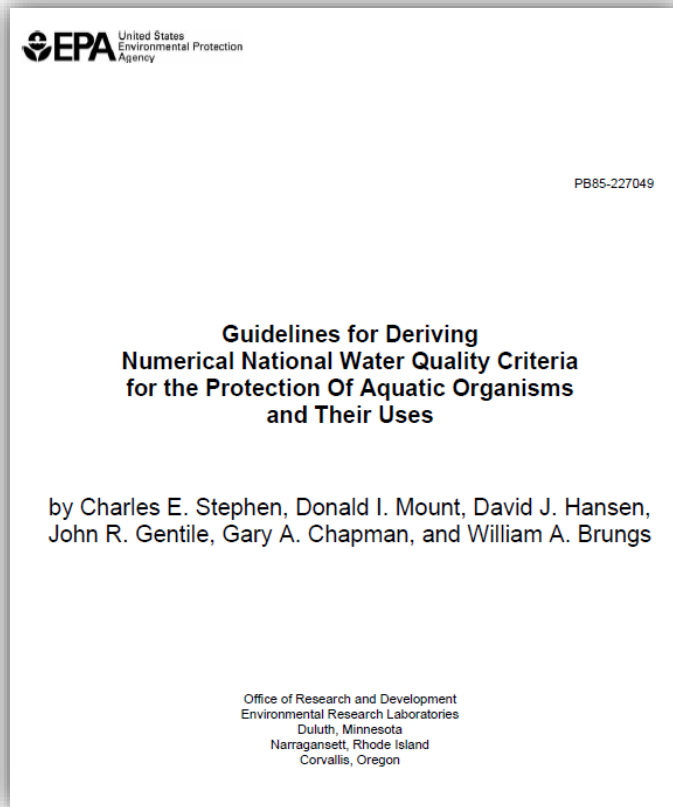 EPA United States
Environmental Protection
Agency
PB85-227049
Guidelines for Deriving
Numerical National Water Quality Criteria
for the Protection Of Aquatic Organisms
and Their Uses
by Charles E. Stephen, Donald I. Mount, David J. Hansen,
John R. Gentile, Gary A. Chapman, and William A. Brungs
Office of Research and Development
Environmental Research Laboratories
Duluth, Minnesota
Narragansett, Rhode Island
Corvallis, Oregon